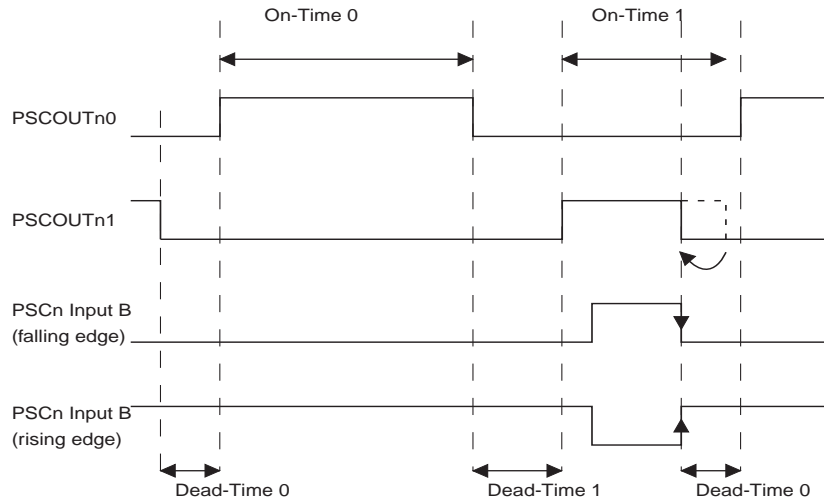 On-Time 0
On-Time 1
PSCOUTn0
PSCOUTn1
PSCn Input B
(falling edge)
PSCn Input B
(rising edge)
Dead-Time 0
Dead-Time 1
Dead-Time 0